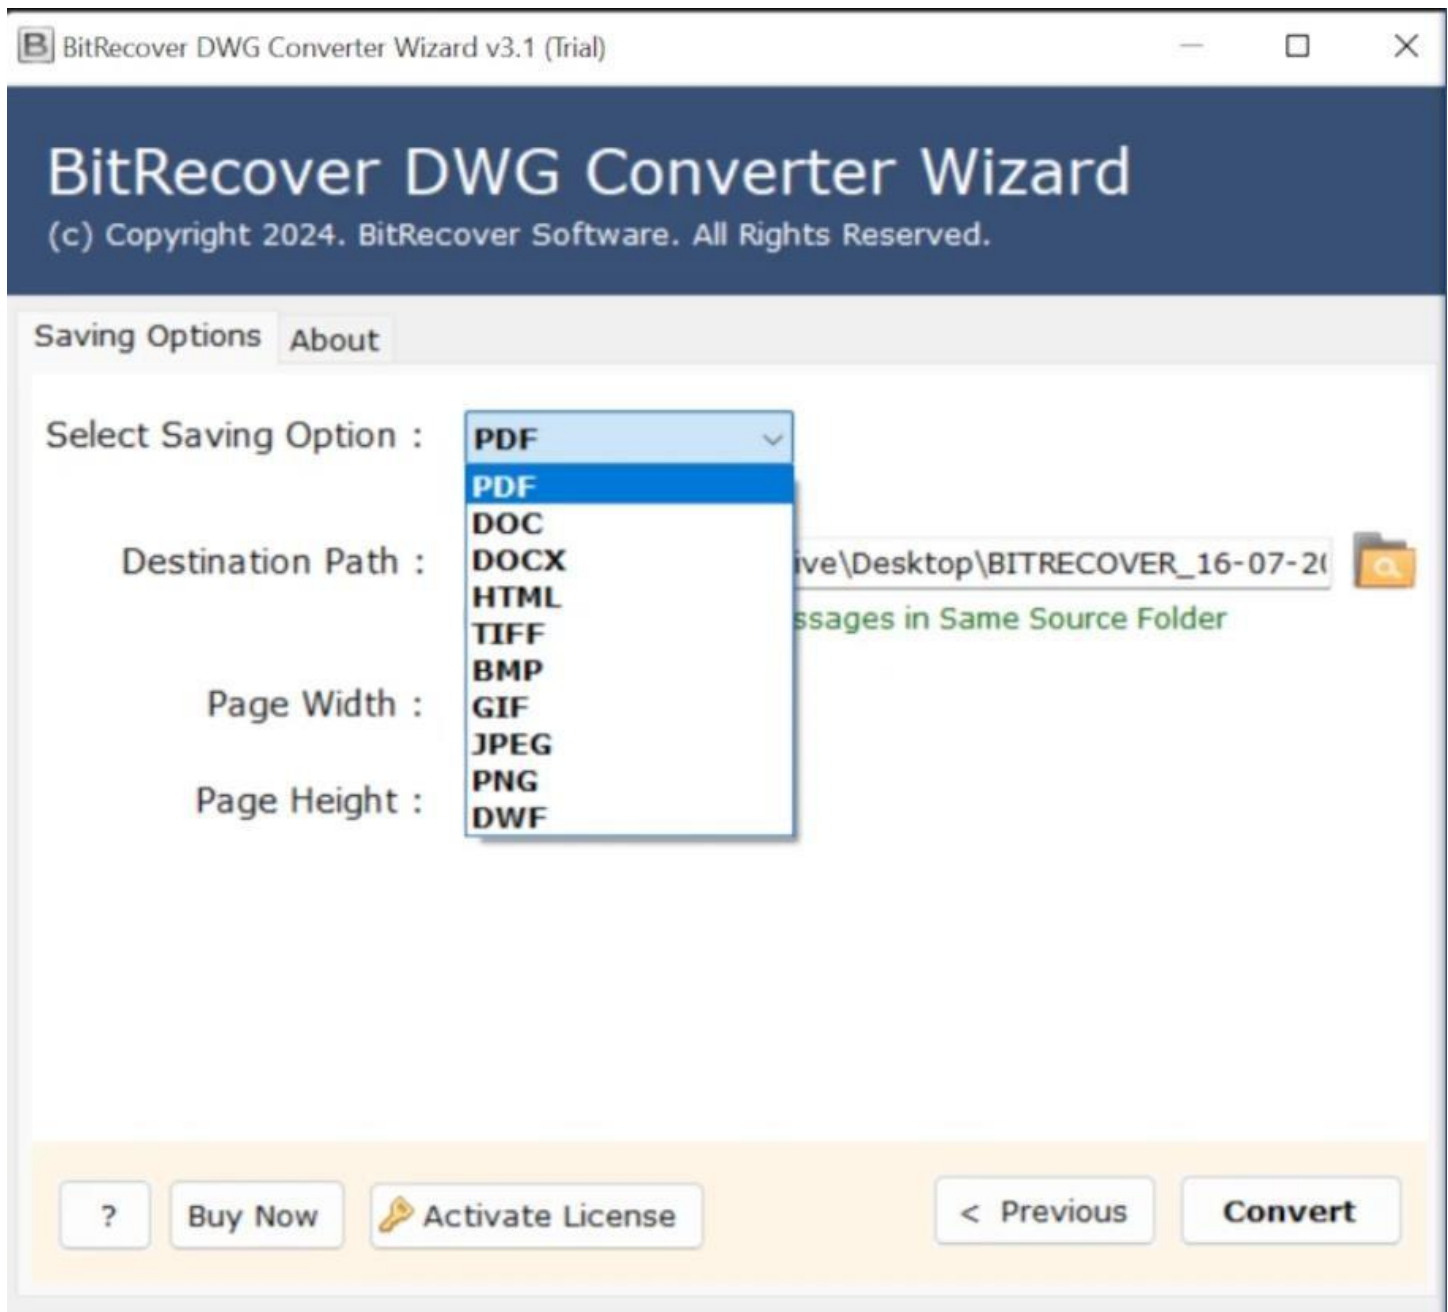 BitRecover DWG Converter Wizard v3.1 (Trial)
BitRecover DWG Converter Wizard
(c) Copyright 2024. BitRecover Software. All Rights Reserved.
Saving Options About
Select Saving Option : PDF
PDF
DOC
DOCX
HTML
TIFF
BMP
GIF
JPEG
PNG
DWF
Destination Path : ive\Desktop\BITRECOVER_16-07-20
ssages in Same Source Folder
Page Width :
Page Height :
? Buy Now Activate License < Previous Convert